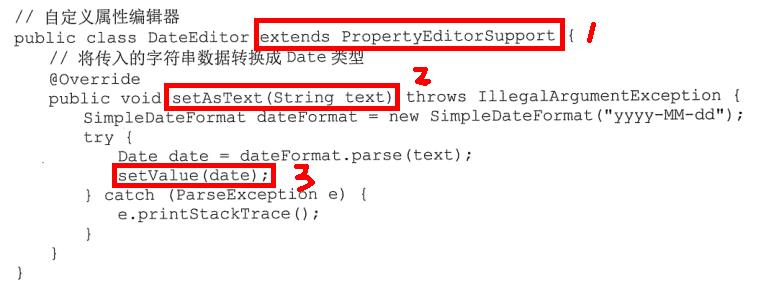 // 自定义属性编辑器
public class DateEditor extends PropertyEditorSupport { 1
// 将传入的字符串数据转换成 Date 类型
@Override 2
public void setAsText(String text) throws IllegalArgumentException {
SimpleDateFormat dateFormat = new SimpleDateFormat("yyyy-MM-dd");
try {
Date date = dateFormat.parse(text);
setValue(date); 3
} catch (ParseException e) {
e.printStackTrace();
}
}
}